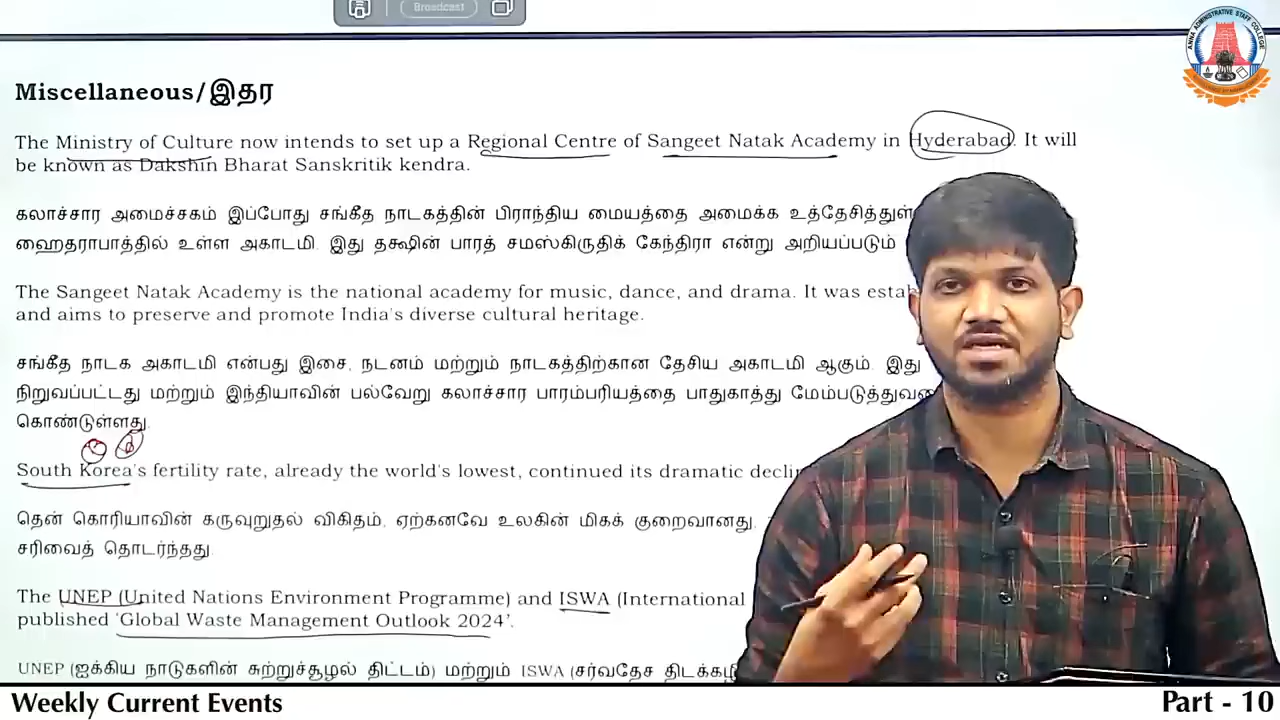 Broadcast
ANNA ADMINISTRATIVE STAFF COLLEGE
Miscellaneous/இதர
The Ministry of Culture now intends to set up a Regional Centre of Sangeet Natak Academy in Hyderabad. It will
be known as Dakshin Bharat Sanskritik kendra.
கலாச்சார அமைச்சகம் இப்போது சங்கீத நாடகத்தின் பிராந்திய மையத்தை அமைக்க
ஹைதராபாத்தில் உள்ள அகாடமி. இது தக்ஷின் பாரத் சமஸ்கிருதிக் கேந்திரா என்று அறியப்படும்
The Sangeet Natak Academy is the national academy for music, dance, and drama. It was
and aims to preserve and promote India's diverse cultural heritage.
சங்கீத நாடக அகாடமி என்பது இசை, நடனம் மற்றும் நாடகத்திற்கான தேசிய அகாடமி ஆகும். இது
நிறுவப்பட்டது மற்றும் இந்தியாவின் பல்வேறு கலாச்சார பாரம்பரியத்தை பாதுகாத்து
கொண்டுள்ளது.
South Korea's fertility rate, already the world's lowest, continued its dramatic
தென் கொரியாவின் கருவுறுதல் விகிதம், ஏற்கனவே உலகின் மிகக் குறைவானது,
சரிவைத் தொடர்ந்தது.
The UNEP (United Nations Environment Programme) and ISWA (International
published 'Global Waste Management Outlook 2024'.
UNEP (ஐக்கிய நாடுகளின் சுற்றுச்சூழல் திட்டம்) மற்றும் ISWA (சர்வதேச
Weekly Current Events
Part - 10